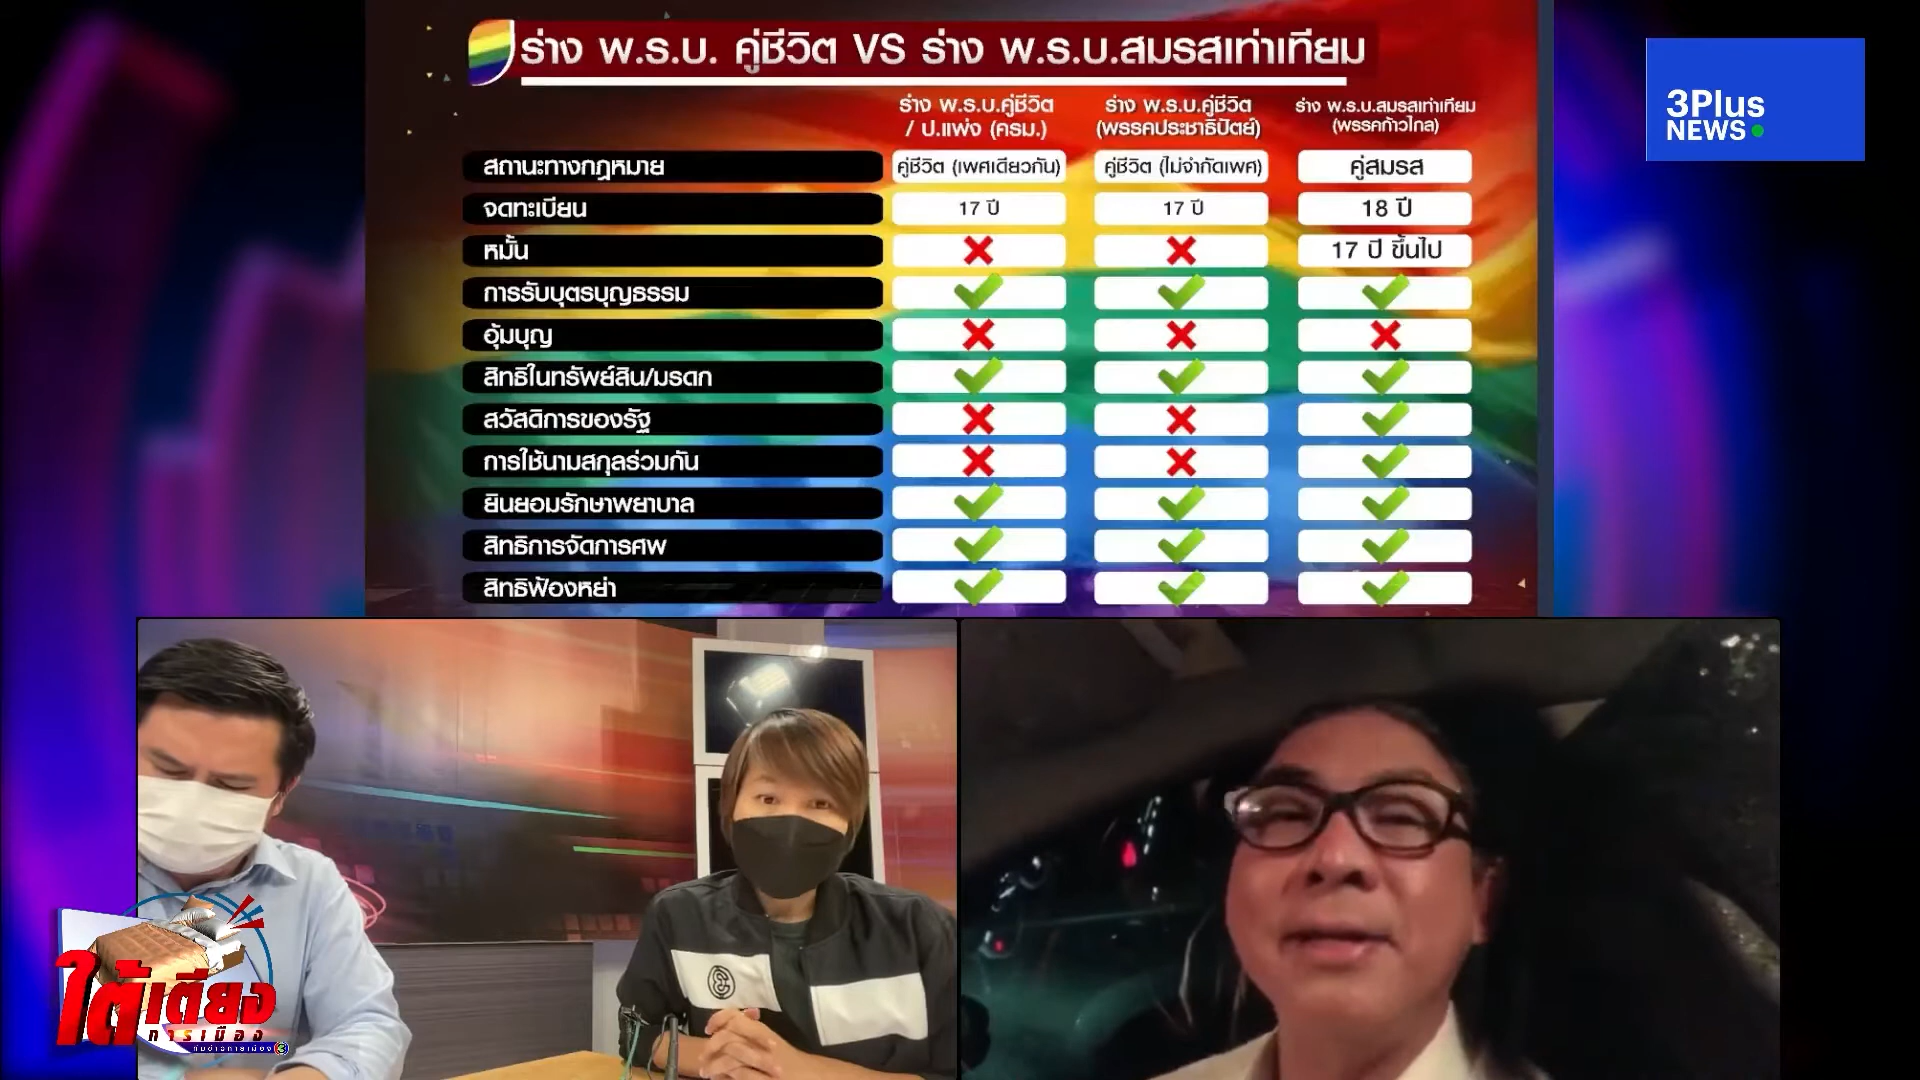 ร่าง พ.ร.บ. คู่ชีวิต VS ร่าง พ.ร.บ.สมรสเท่าเทียม
3Plus
NEWS
ร่าง พ.ร.บ.คู่ชีวิต
/ ป.แพ่ง (ครม.)
ร่าง พ.ร.บ.คู่ชีวิต
(พรรคประชาธิปัตย์)
ร่าง พ.ร.บ.สมรสเท่าเทียม
(พรรคก้าวไกล)
สถานะทางกฎหมาย คู่ชีวิต (เพศเดียวกัน) คู่ชีวิต (ไม่จำกัดเพศ) คู่สมรส
จดทะเบียน 17 ปี 17 ปี 18 ปี
หมั้น 17 ปี ขึ้นไป
การรับบุตรบุญธรรม
อุ้มบุญ
สิทธิในทรัพย์สิน/มรดก
สวัสดิการของรัฐ
การใช้นามสกุลร่วมกัน
ยินยอมรักษาพยาบาล
สิทธิการจัดการศพ
สิทธิฟ้องหย่า
ใต้เตียง
การเมือง
ทีมข่าวการเมือง 3